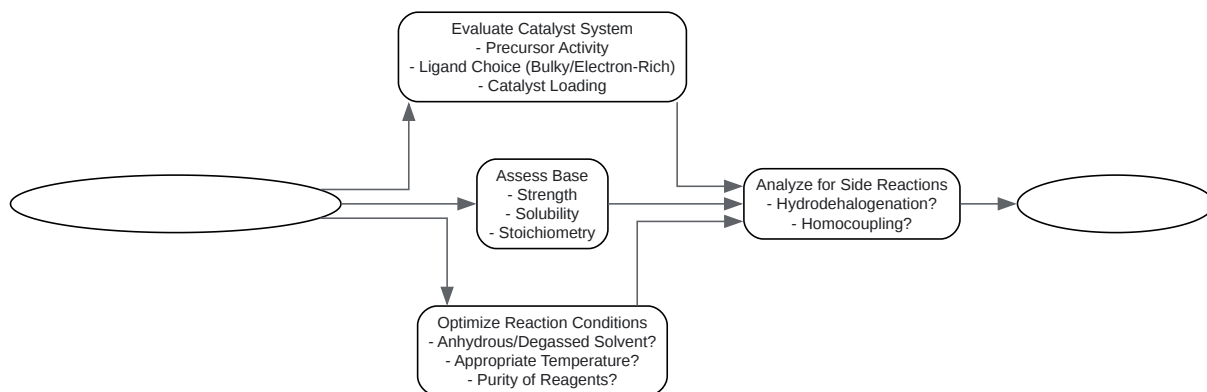 Evaluate Catalyst System
- Precursor Activity
- Ligand Choice (Bulky/Electron-Rich)
- Catalyst Loading
Assess Base
- Strength
- Solubility
- Stoichiometry
Analyze for Side Reactions
- Hydrodehalogenation?
- Homocoupling?
Optimize Reaction Conditions
- Anhydrous/Degassed Solvent?
- Appropriate Temperature?
- Purity of Reagents?